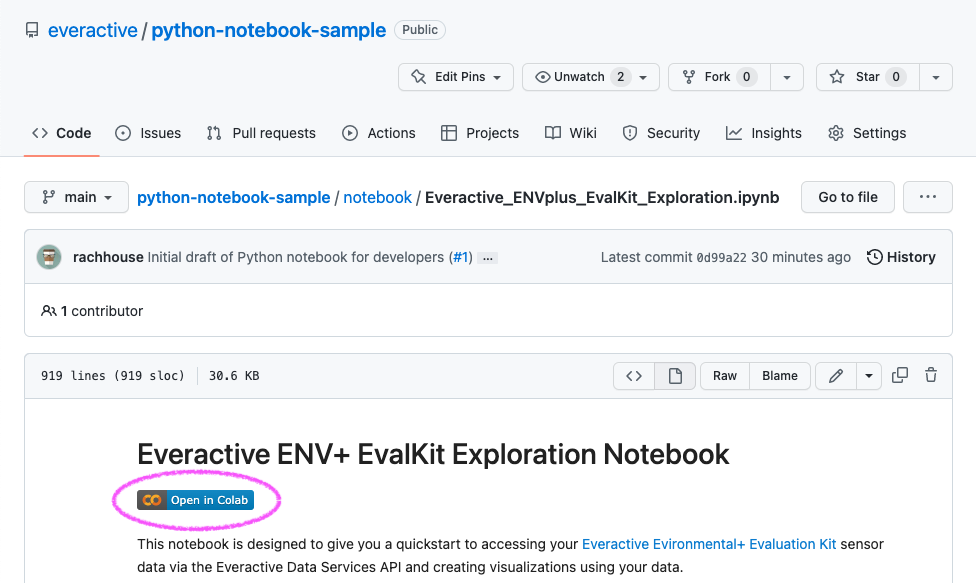 everactive / python-notebook-sample Public
Edit Pins Unwatch 2 Fork 0 Star 0
Code Issues Pull requests Actions Projects Wiki Security Insights Settings
main python-notebook-sample / notebook / Everactive_ENVplus_EvalKit_Exploration.ipynb Go to file ...
rachhouse Initial draft of Python notebook for developers (#1) ... Latest commit 0d99a22 30 minutes ago History
1 contributor
919 lines (919 sloc) 30.6 KB <> Raw Blame
Everactive ENV+ EvalKit Exploration Notebook
Open in Colab
This notebook is designed to give you a quickstart to accessing your Everactive Evironmental+ Evaluation Kit sensor
data via the Everactive Data Services API and creating visualizations using your data.